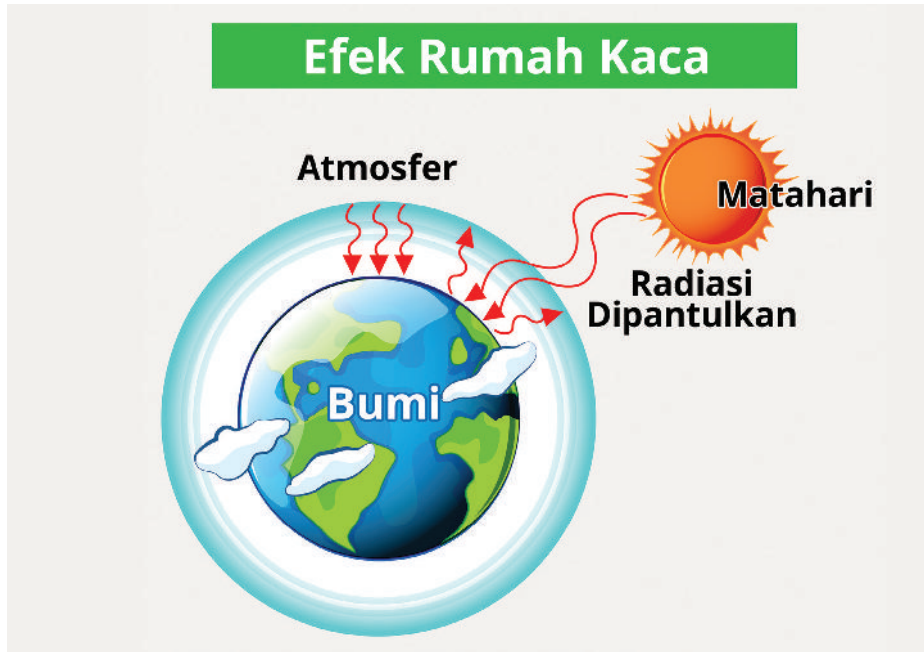 Efek Rumah Kaca
Atmosfer
Matahari
Radiasi
Dipantulkan
Bumi